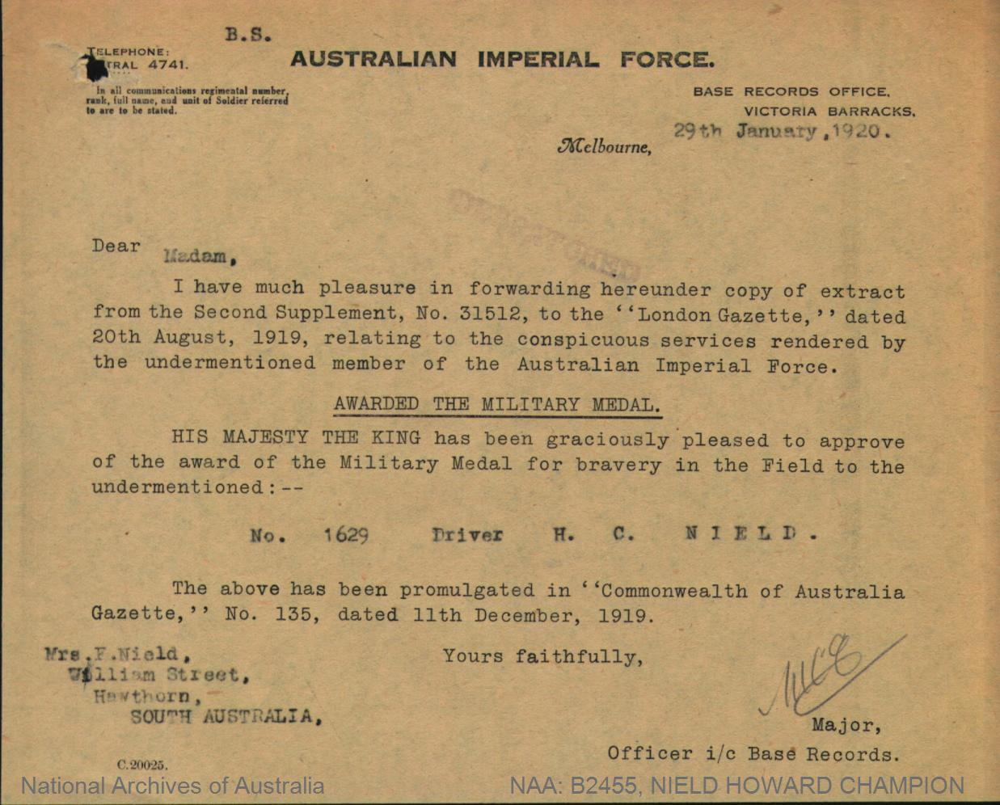 B.S.
TELEPHONE:
TRAL 4741.
AUSTRALIAN IMPERIAL FORCE.
In all communications regimental number,
rank, full name, and unit of Soldier referred
to are to be stated.
BASE RECORDS OFFICE,
VICTORIA BARRACKS,
Melbourne, 29th January, 1920.
Dear Madam,
I have much pleasure in forwarding hereunder copy of extract
from the Second Supplement, No. 31512, to the ‘‘London Gazette,’’ dated
20th August, 1919, relating to the conspicuous services rendered by
the undermentioned member of the Australian Imperial Force.
AWARDED THE MILITARY MEDAL.
HIS MAJESTY THE KING has been graciously pleased to approve
of the award of the Military Medal for bravery in the Field to the
undermentioned:--
No. 1629 Driver H. C. NIELD.
The above has been promulgated in ‘‘Commonwealth of Australia
Gazette,’’ No. 135, dated 11th December, 1919.
Yours faithfully,
Mrs.F.Nield,
William Street,
Hawthorn,
SOUTH AUSTRALIA,
Major,
Officer i/c Base Records.
C.20025.
National Archives of Australia
NAA: B2455, NIELD HOWARD CHAMPION